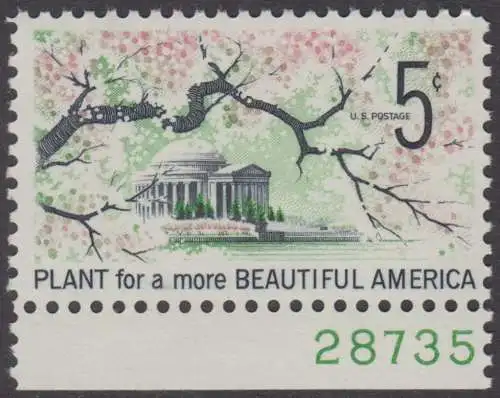 5¢
U.S. POSTAGE
PLANT for a more BEAUTIFUL AMERICA
28735